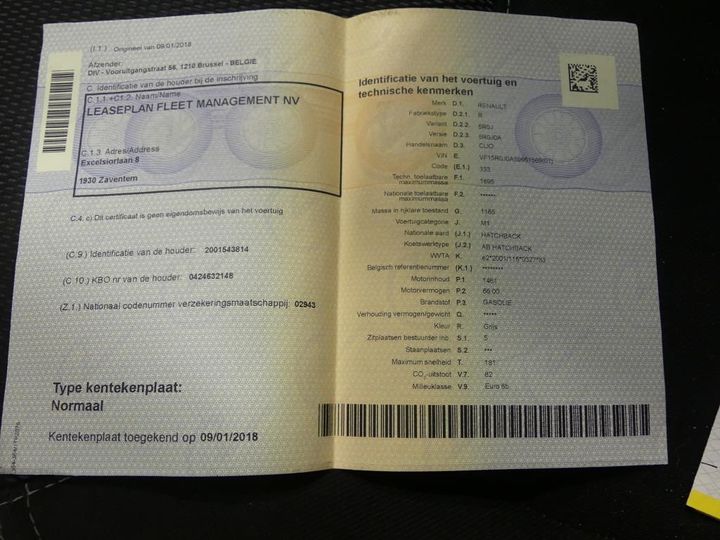 (I.1.) Origineel van 09/01/2018
Afzender:
DIV - Vooruitgangstraat 56, 1210 Brussel - BELGIE
C. Identificatie van de houder bij de inschrijving
C.1.1.+C1.2. Naam/Name
LEASEPLAN FLEET MANAGEMENT NV
C.1.3. Adres/Address
Excelsiorlaan 8
1930 Zaventem
C.4. c) Dit certificaat is geen eigendomsbewijs van het voertuig
(C.9.) Identificatie van de houder: 2001543814
(C.10.) KBO nr van de houder: 0424632148
(Z.1.) Nationaal codenummer verzekeringsmaatschappij: 02943
Type kentekenplaat:
Normaal
Kentekenplaat toegekend op 09/01/2018
Identificatie van het voertuig en
technische kenmerken
Merk D.1. RENAULT
Fabriekstype D.2.1. R
Variant D.2.2. 5R0J
Versie D.2.3. 5R0J0A
Handelsnaam D.3. CLIO
VIN E.
Code (E.1.) 333
Techn. toelaatbare
maximummassa F.1. 1695
Nationale toelaatbare
maximummassa F.2. ******
Massa in rijklare toestand G. 1165
Voertuigcategorie J. M1
Nationale aard (J.1.) HATCHBACK
Koetswerktype (J.2.) AB HATCHBACK
WVTA K. e2*2001/116*0327*83
Belgisch referentienummer (K.1.) ********
Motorinhoud P.1. 1461
Motorvermogen P.2. 66.00
Brandstof P.3. GASOLIE
Verhouding vermogen/gewicht Q. *****
Kleur R. Grijs
Zitplaatsen bestuurder inb. S.1. 5
Staanplaatsen S.2. ***
Maximum snelheid T. 181
CO₂-uitstoot V.7. 82
Milieuklasse V.9. Euro 6b